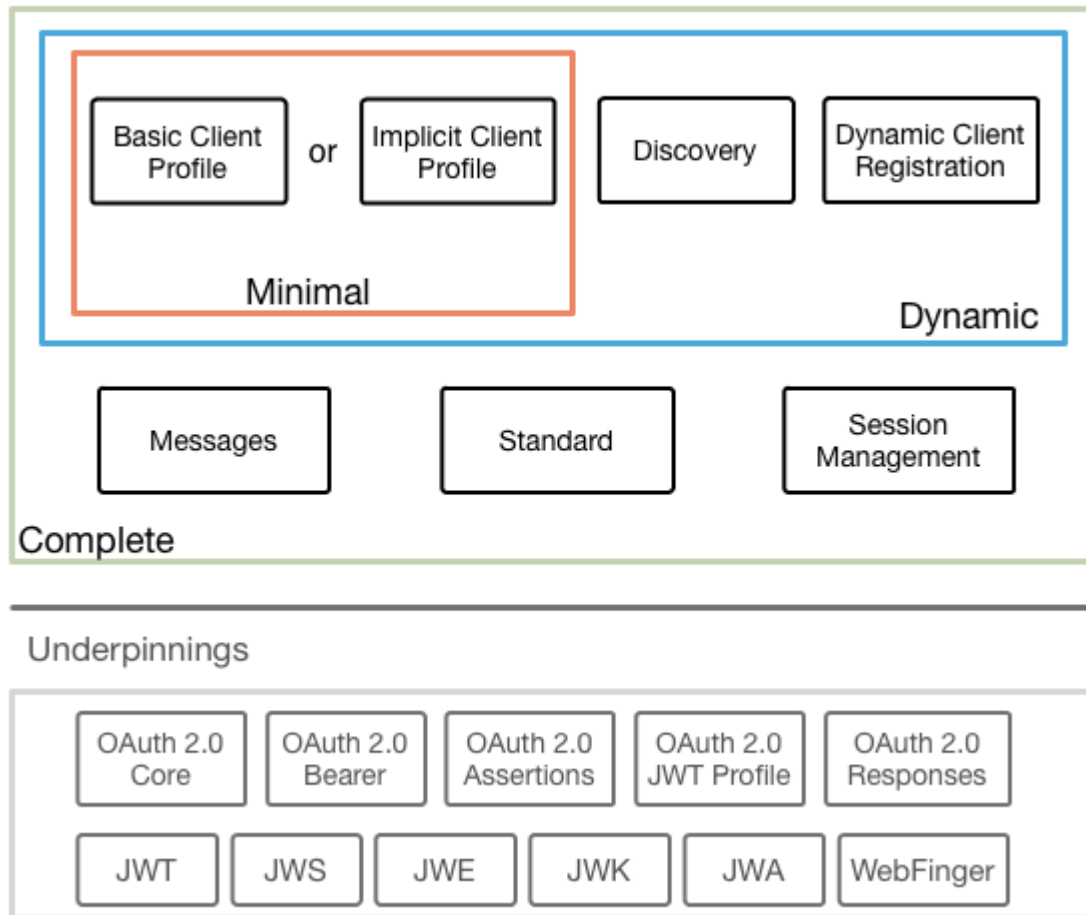 Basic Client
Profile
or
Implicit Client
Profile
Discovery
Dynamic Client
Registration
Minimal
Dynamic
Messages
Standard
Session
Management
Complete
Underpinnings
OAuth 2.0
Core
OAuth 2.0
Bearer
OAuth 2.0
Assertions
OAuth 2.0
JWT Profile
OAuth 2.0
Responses
JWT
JWS
JWE
JWK
JWA
WebFinger